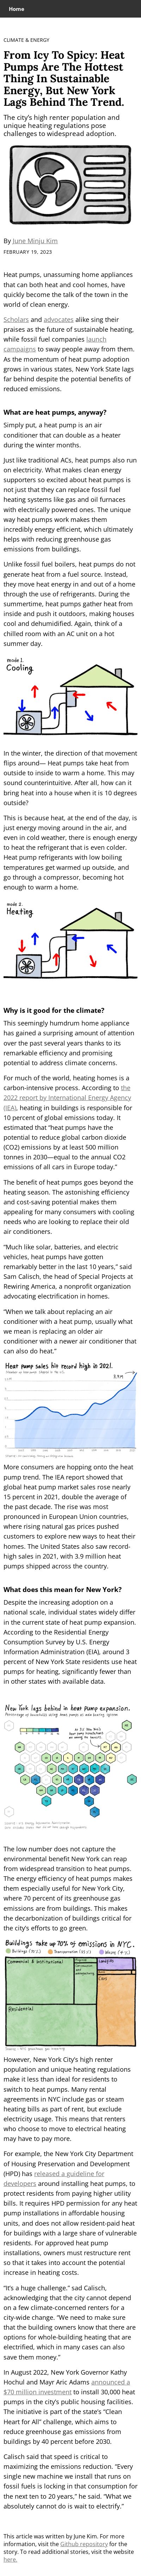 Home
CLIMATE & ENERGY
From Icy To Spicy: Heat
Pumps Are The Hottest
Thing In Sustainable
Energy, But New York
Lags Behind The Trend.
The city's high renter population and
unique heating regulations pose
challenges to widespread adoption.
By June Minju Kim
FEBRUARY 19, 2023
Heat pumps, unassuming home appliances
that can both heat and cool homes, have
quickly become the talk of the town in the
world of clean energy.
Scholars and advocates alike sing their
praises as the future of sustainable heating,
while fossil fuel companies launch
campaigns to sway people away from them.
As the momentum of heat pump adoption
grows in various states, New York State lags
far behind despite the potential benefits of
reduced emissions.
What are heat pumps, anyway?
Simply put, a heat pump is an air
conditioner that can double as a heater
during the winter months.
Just like traditional ACs, heat pumps also run
on electricity. What makes clean energy
supporters so excited about heat pumps is
not just that they can replace fossil fuel
heating systems like gas and oil furnaces
with electrically powered ones. The unique
way heat pumps work makes them
incredibly energy efficient, which ultimately
helps with reducing greenhouse gas
emissions from buildings.
Unlike fossil fuel boilers, heat pumps do not
generate heat from a fuel source. Instead,
they move heat energy in and out of a home
through the use of refrigerants. During the
summertime, heat pumps gather heat from
inside and push it outdoors, making homes
cool and dehumidified. Again, think of a
chilled room with an AC unit on a hot
summer day.
mode 1.
Cooling
In the winter, the direction of that movement
flips around— Heat pumps take heat from
outside to inside to warm a home. This may
sound counterintuitive. After all, how can it
bring heat into a house when it is 10 degrees
outside?
This is because heat, at the end of the day, is
just energy moving around in the air, and
even in cold weather, there is enough energy
to heat the refrigerant that is even colder.
Heat pump refrigerants with low boiling
temperatures get warmed up outside, and
go through a compressor, becoming hot
enough to warm a home.
mode 2.
Heating
Why is it good for the climate?
This seemingly humdrum home appliance
has gained a surprising amount of attention
over the past several years thanks to its
remarkable efficiency and promising
potential to address climate concerns.
For much of the world, heating homes is a
carbon-intensive process. According to the
2022 report by International Energy Agency
(IEA), heating in buildings is responsible for
10 percent of global emissions today. It
estimated that "heat pumps have the
potential to reduce global carbon dioxide
(CO2) emissions by at least 500 million
tonnes in 2030—equal to the annual CO2
emissions of all cars in Europe today."
The benefit of heat pumps goes beyond the
heating season. The astonishing efficiency
and cost-saving potential makes them
appealing for many consumers with cooling
needs who are looking to replace their old
air conditioners.
"Much like solar, batteries, and electric
vehicles, heat pumps have gotten
remarkably better in the last 10 years," said
Sam Calisch, the head of Special Projects at
Rewiring America, a nonprofit organization
advocating electrification in homes.
"When we talk about replacing an air
conditioner with a heat pump, usually what
we mean is replacing an older air
conditioner with a newer air conditioner that
can also do heat."
Heat pump sales hit record high in 2021.
3.9 M
More consumers are hopping onto the heat
pump trend. The IEA report showed that
global heat pump market sales rose nearly
15 percent in 2021, double the average of
the past decade. The rise was most
pronounced in European Union countries,
where rising natural gas prices pushed
customers to explore new ways to heat their
homes. The United States also saw record-
high sales in 2021, with 3.9 million heat
pumps shipped across the country.
What does this mean for New York?
Despite the increasing adoption on a
national scale, individual states widely differ
in the current state of heat pump expansion.
According to the Residential Energy
Consumption Survey by U.S. Energy
Information Administration (EIA), around 3
percent of New York State residents use heat
pumps for heating, significantly fewer than
in other states with available data.
New York lags behind in heat pump expansion.
The low number does not capture the
environmental benefit New York can reap
from widespread transition to heat pumps.
The energy efficiency of heat pumps makes
them especially useful for New York City,
where 70 percent of its greenhouse gas
emissions are from buildings. This makes
the decarbonization of buildings critical for
the city's efforts to go green.
Buildings take up 70% of emissions in NYC.
Commercial & Institutional
Residential
However, New York City's high renter
population and unique heating regulations
make it less than ideal for residents to
switch to heat pumps. Many rental
agreements in NYC include gas or steam
heating bills as part of rent, but exclude
electricity usage. This means that renters
who choose to move to electrical heating
may have to pay more.
For example, the New York City Department
of Housing Preservation and Development
(HPD) has released a guideline for
developers around installing heat pumps, to
protect residents from paying higher utility
bills. It requires HPD permission for any heat
pump installations in affordable housing
units, and does not allow resident paid heat
for buildings with a large share of vulnerable
residents. For approved heat pump
installations, owners must restructure rent
so that it takes into account the potential
increase in heating costs.
"It's a huge challenge." sad Calisch,
acknowledging that the city cannot depend
on a few climate-concerned renters for a
city-wide change. "We need to make sure
that the building owners know that there are
options for whole-building heating that are
electrified, which in many cases can also
save them money."
In August 2022, New York Governor Kathy
Hochul and Mayr Aric Adams announced a
$70 million investment to install 30,000 heat
pumps in the city's public housing facilities.
The initiative is part of the state's "Clean
Heart for All" challenge, which aims to
reduce greenhouse gas emissions from
buildings by 40 percent before 2030.
Calisch said that speed is critical to
maximizing the emissions reduction. "Every
single new machine we install that runs on
fossil fuels is locking in that consumption for
the next ten to 20 years," he said. "What we
absolutely cannot do is wait to electrify."
This article was written by June Kim. For more
information, visit the Github repository for the
story. To read additional stories, visit the website
here.